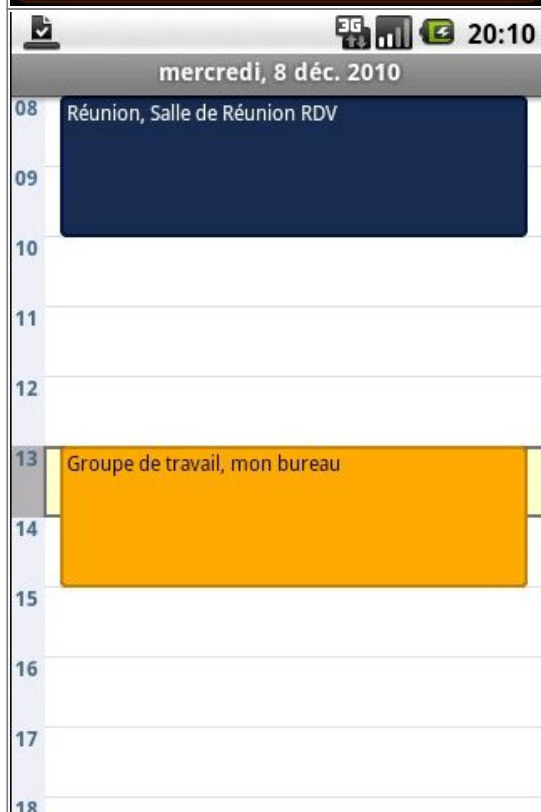 3G 20:10
mercredi, 8 déc. 2010
08 Réunion, Salle de Réunion RDV
09
10
11
12
13 Groupe de travail, mon bureau
14
15
16
17
18